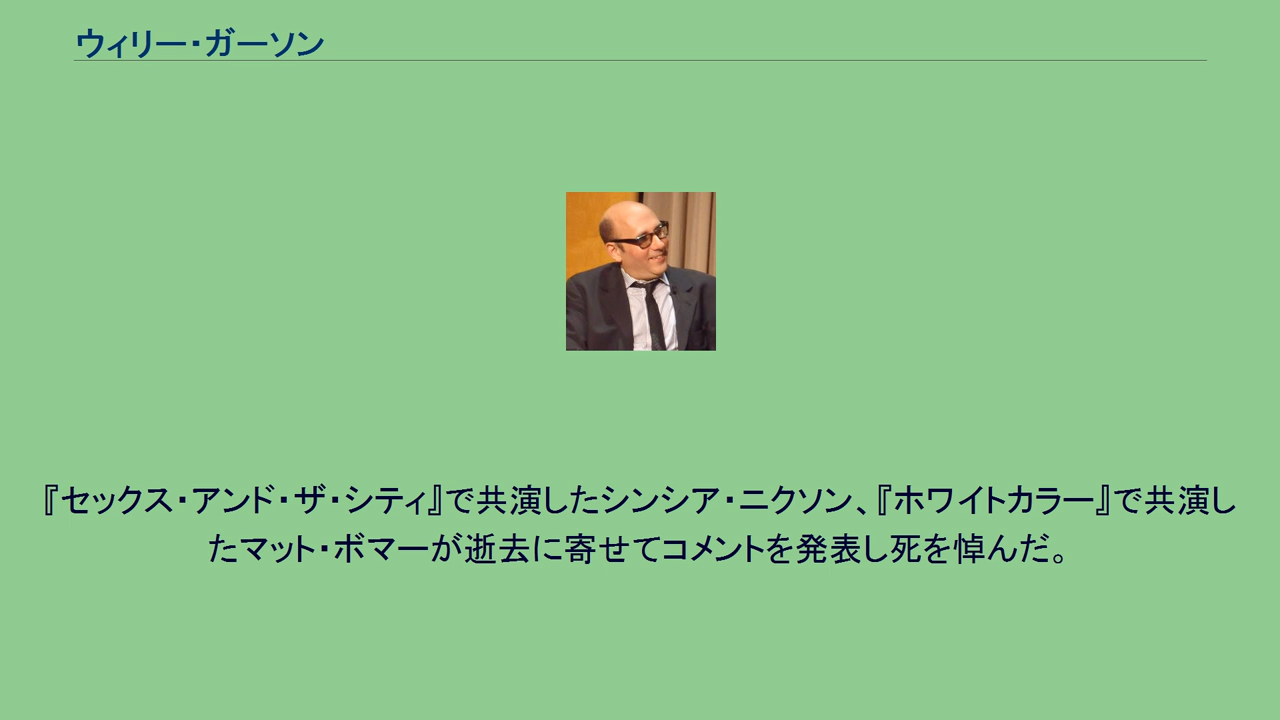 ウィリー・ガーソン
『セックス・アンド・ザ・シティ』で共演したシンシア・ニクソン、『ホワイトカラー』で共演し
たマット・ボマーが逝去に寄せてコメントを発表し死を悼んだ。